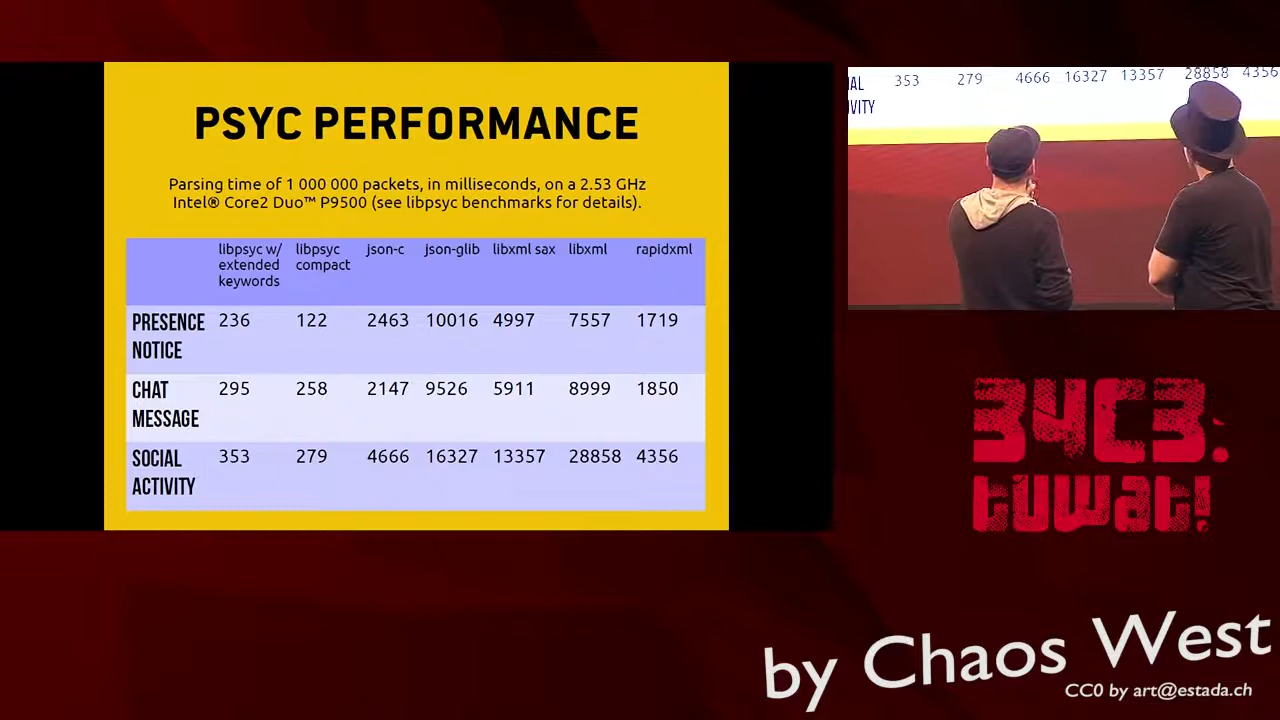 PSYC PERFORMANCE
Parsing time of 1 000 000 packets, in milliseconds, on a 2.53 GHz
Intel® Core2 Duo™ P9500 (see libpsyc benchmarks for details).
libpsyc w/ extended keywords libpsyc compact json-c json-glib libxml sax libxml rapidxml
PRESENCE NOTICE 236 122 2463 10016 4997 7557 1719
CHAT MESSAGE 295 258 2147 9526 5911 8999 1850
SOCIAL ACTIVITY 353 279 4666 16327 13357 28858 4356
IAL 353 279 4666 16327 13357 28858 4356
IVITY
34C3:
tuwat!
by Chaos West
CC0 by art@estada.ch